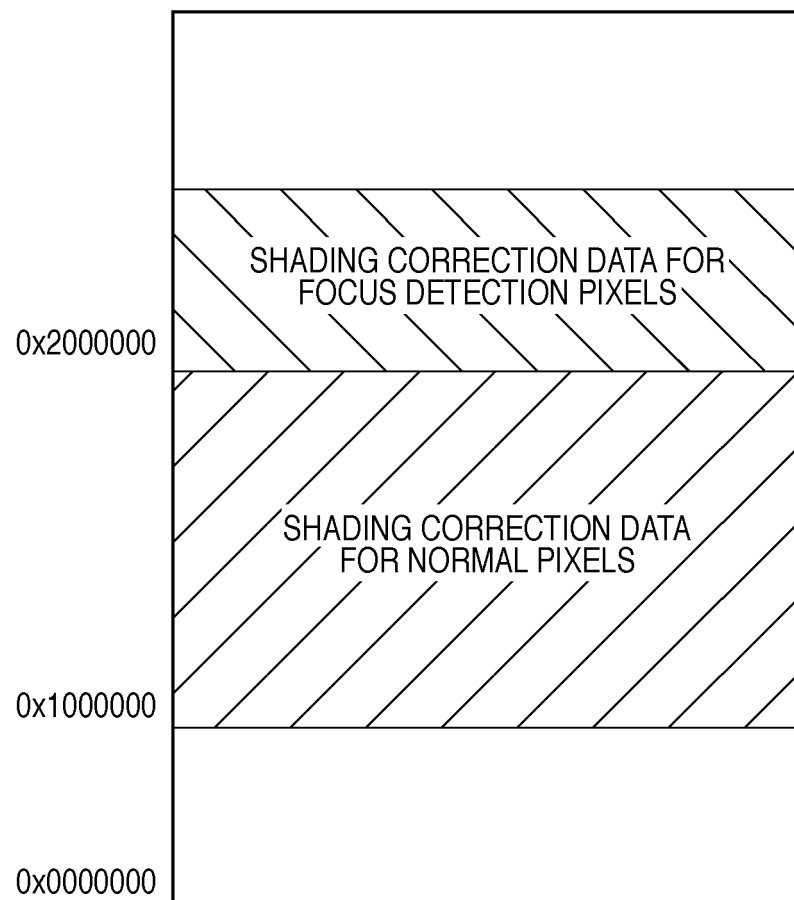 SHADING CORRECTION DATA FOR
FOCUS DETECTION PIXELS
0x2000000
SHADING CORRECTION DATA
FOR NORMAL PIXELS
0x1000000
0x0000000